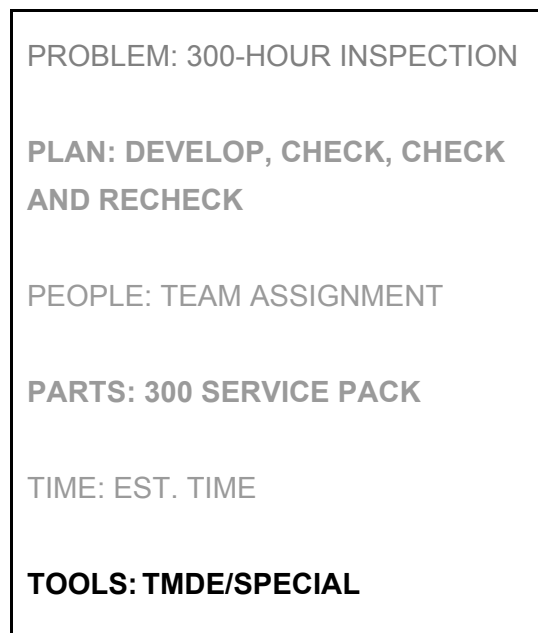 PROBLEM: 300-HOUR INSPECTION
PLAN: DEVELOP, CHECK, CHECK
AND RECHECK
PEOPLE: TEAM ASSIGNMENT
PARTS: 300 SERVICE PACK
TIME: EST. TIME
TOOLS: TMDE/SPECIAL